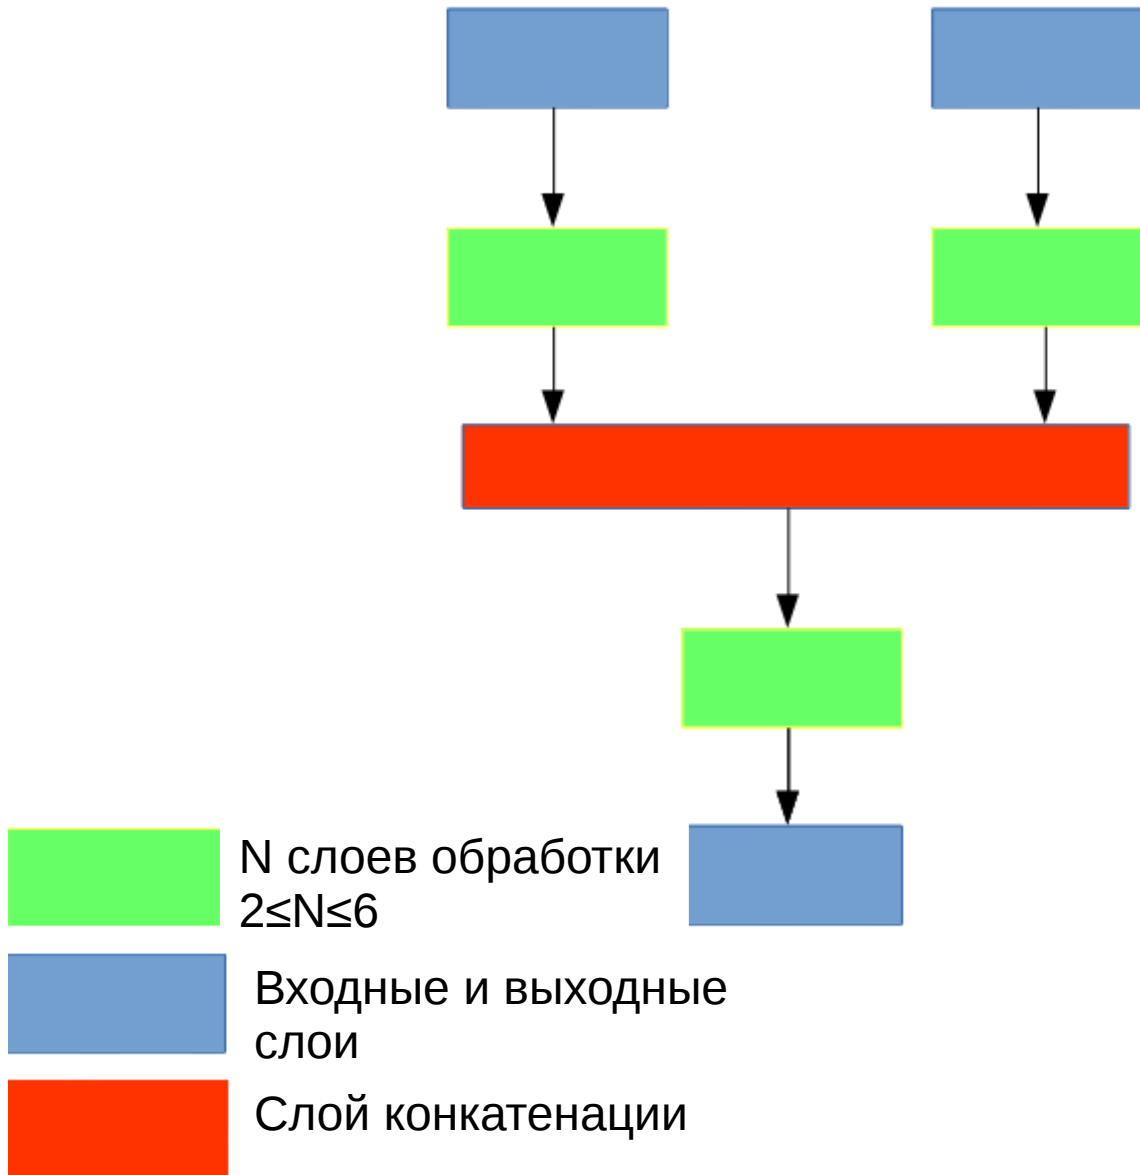 N слоев обработки
2≤N≤6
Входные и выходные
слои
Слой конкатенации